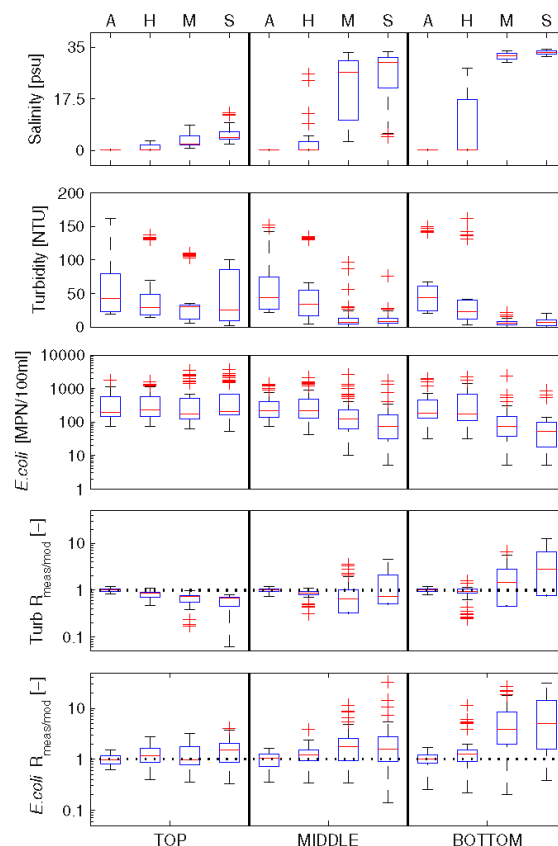 A H M S A H M S A H M S
Salinity [psu]
35
17.5
0
Turbidity [NTU]
200
150
100
50
0
E.coli [MPN/100ml]
10000
1000
100
10
1
Turb R_meas/mod [-]
10
1
0.1
E.coli R_meas/mod [-]
10
1
0.1
TOP MIDDLE BOTTOM